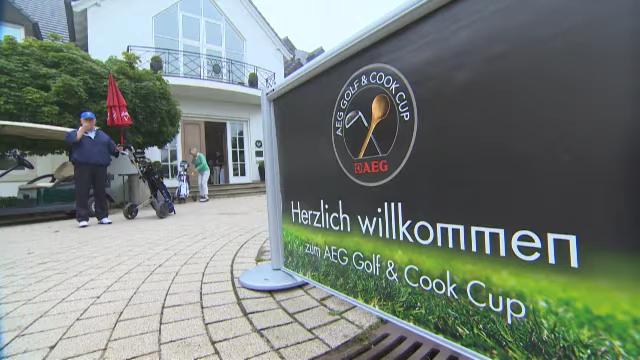 AEG GOLF & COOK CUP
AEG
Herzlich willkommen
zum AEG Golf & Cook Cup